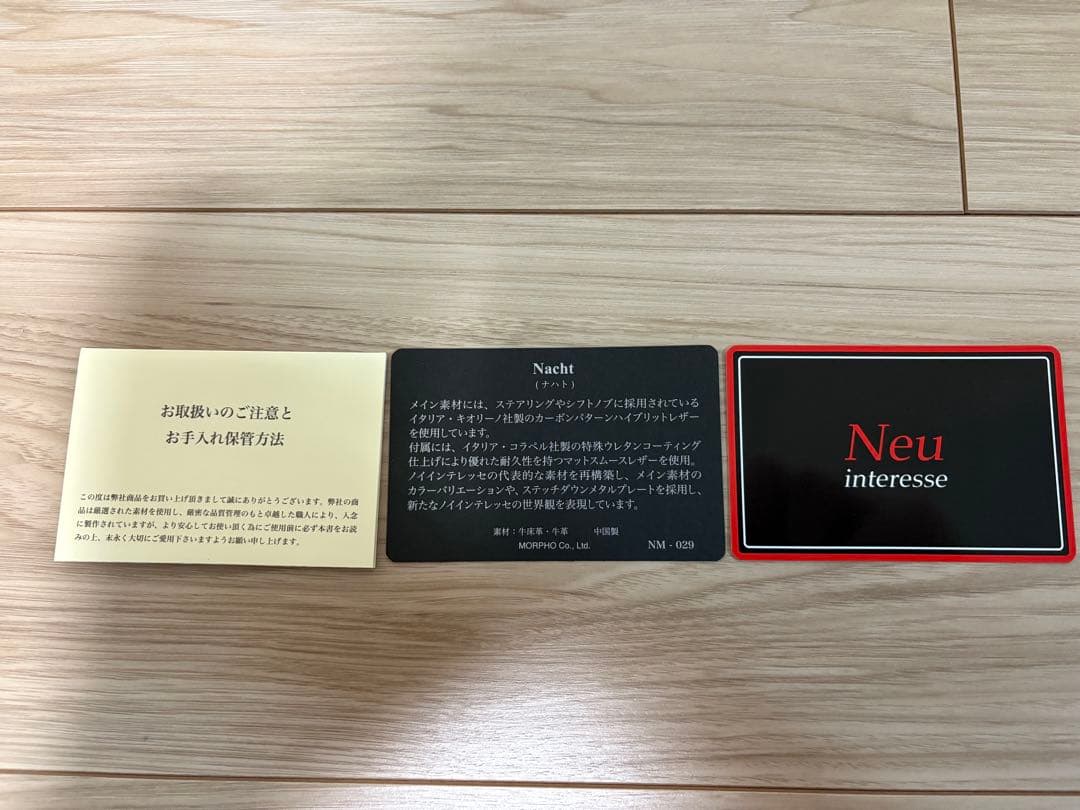 お取扱いのご注意と
お手入れ保管方法
この度は弊社商品をお買い上げ頂きまして誠にありがとうございます。弊社の商
品は厳選された素材を使用し、厳密な品質管理のもと卓越した職人により、入念
に製作されていますが、より安心してお使い頂く為にご使用前に必ず本書をお読
みの上、末永く大切にご愛用下さいますようお願い申し上げます。
Nacht
(ナハト)
メイン素材には、ステアリングやシフトノブに採用されている
イタリア・キオリーノ社製のカーボンパターンハイブリットレザー
を使用しています。
付属には、イタリア・コラペル社製の特殊ウレタンコーティング
仕上げにより優れた耐久性を持つマットスムースレザーを使用。
ノイインテレッセの代表的な素材を再構築し、メイン素材の
カラーバリエーションや、ステッチダウンメタルプレートを採用し、
新たなノイインテレッセの世界観を表現しています。
素材:牛床革・牛革 中国製
MORPHO Co., Ltd. NM - 029
Neu
interesse